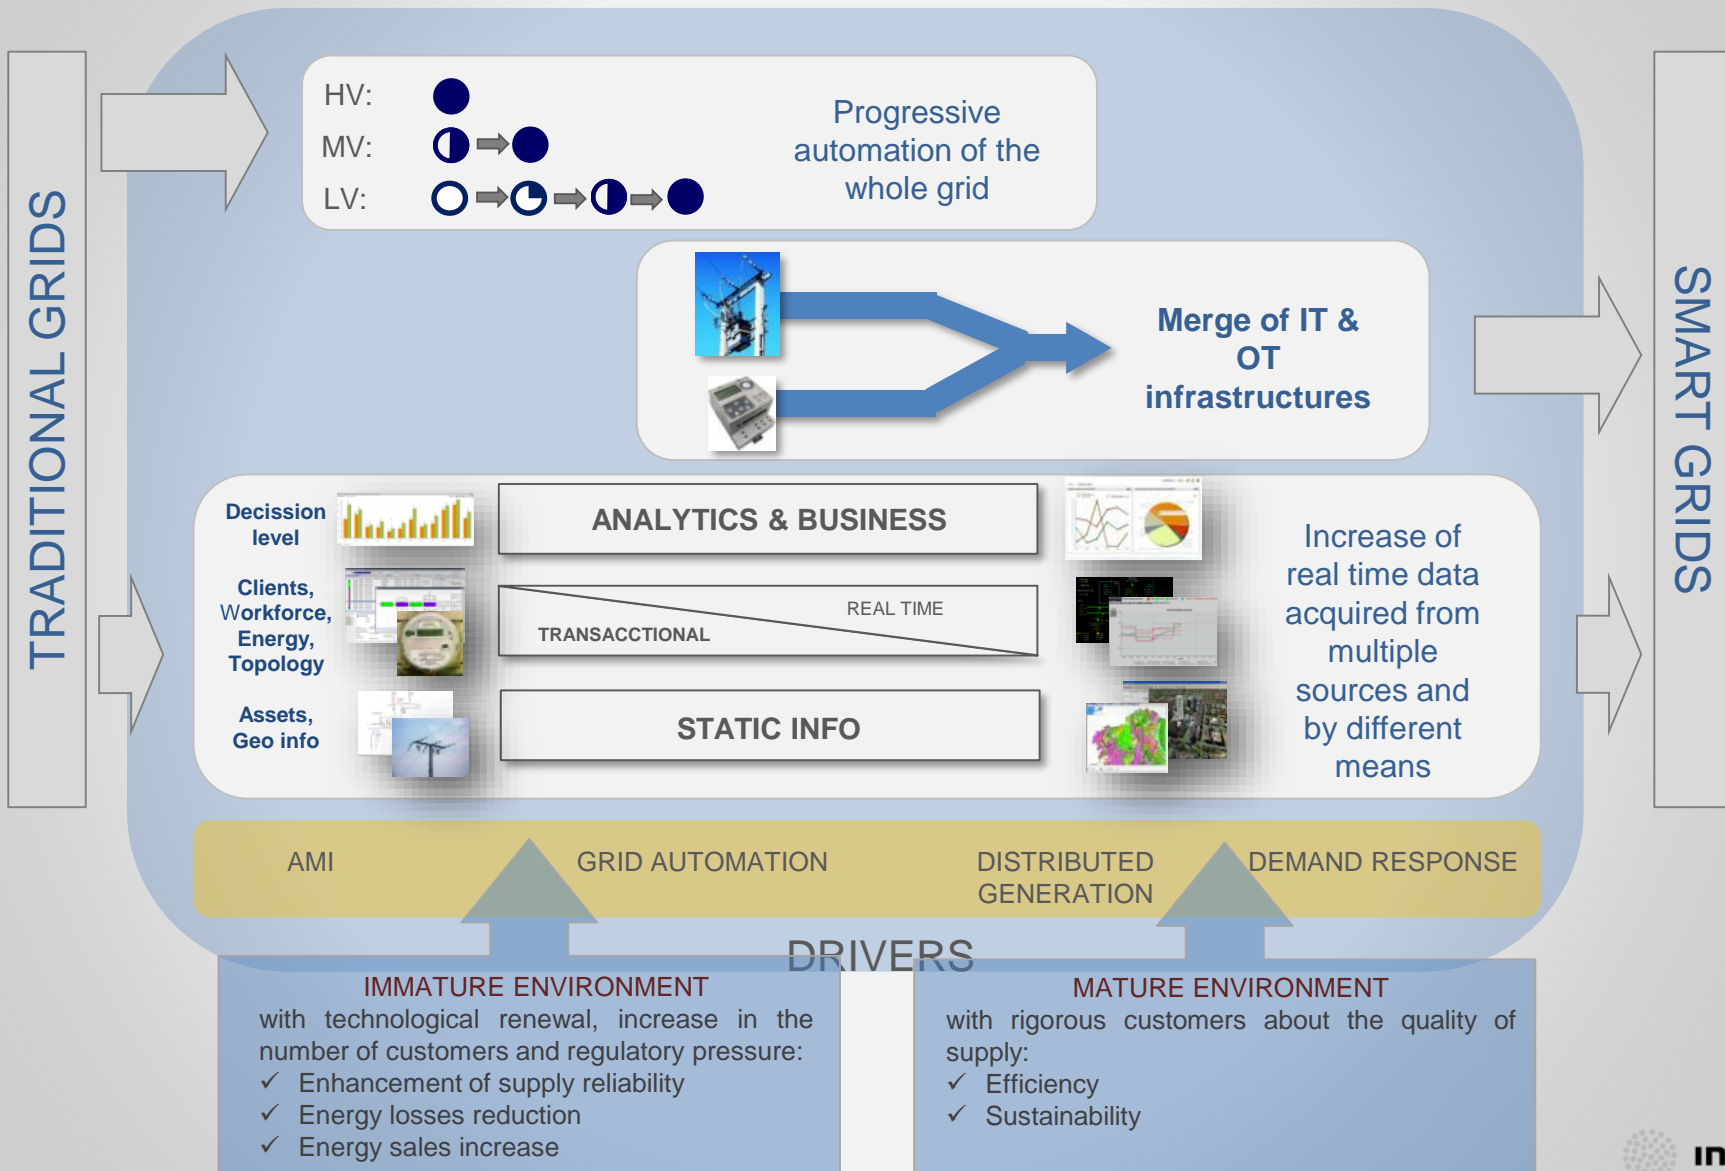 TRADITIONAL GRIDS
HV:
MV:
LV:
Progressive
automation of the
whole grid
Merge of IT &
OT
infrastructures
SMART GRIDS
Decission
level
ANALYTICS & BUSINESS
Clients,
Workforce,
Energy,
Topology
REAL TIME
TRANSACCTIONAL
Assets,
Geo info
STATIC INFO
Increase of
real time data
acquired from
multiple
sources and
by different
means
AMI
GRID AUTOMATION
DISTRIBUTED
GENERATION
DEMAND RESPONSE
DRIVERS
IMMATURE ENVIRONMENT
with technological renewal, increase in the
number of customers and regulatory pressure:
✓ Enhancement of supply reliability
✓ Energy losses reduction
✓ Energy sales increase
MATURE ENVIRONMENT
with rigorous customers about the quality of
supply:
✓ Efficiency
✓ Sustainability